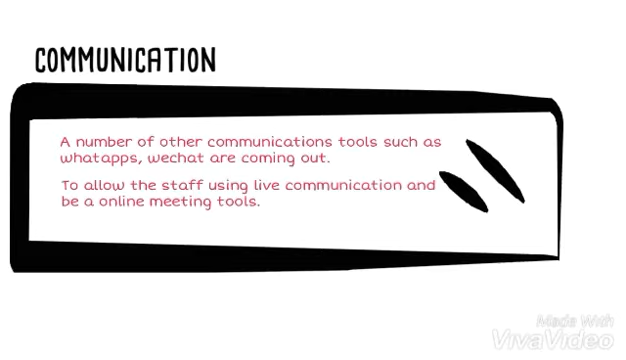 COMMUNICATION
A number of other communications tools such as
whatapps, wechat are coming out.
To allow the staff using live communication and
be a online meeting tools.
Made With
VivaVideo